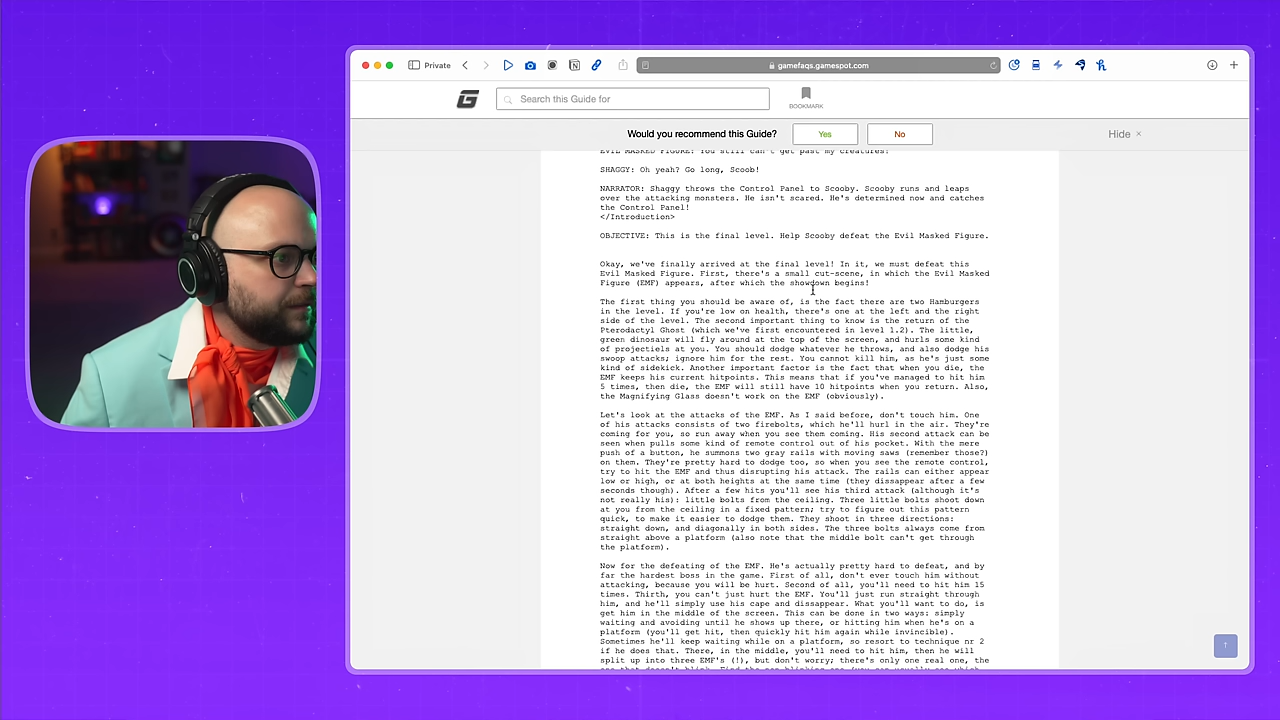 Private
gamefaqs.gamespot.com
Search this Guide for
BOOKMARK
Would you recommend this Guide?
Yes
No
Hide ×
EVIL MASKED FIGURE: You still can't get past my creatures!
SHAGGY: Oh yeah? Go long, Scoob!
NARRATOR: Shaggy throws the Control Panel to Scooby. Scooby runs and leaps
over the attacking monsters. He isn't scared. He's determined now and catches
the Control Panel!
</Introduction>
OBJECTIVE: This is the final level. Help Scooby defeat the Evil Masked Figure.
Okay, we've finally arrived at the final level! In it, we must defeat this
Evil Masked Figure. First, there's a small cut-scene, in which the Evil Masked
Figure (EMF) appears, after which the showdown begins!
The first thing you should be aware of, is the fact there are two Hamburgers
in the level. If you're low on health, there's one at the left and the right
side of the level. The second important thing to know is the return of the
Pterodactyl Ghost (which we've first encountered in level 1.2). The little,
green dinosaur will fly around at the top of the screen, and hurls some kind
of projectiels at you. You should dodge whatever he throws, and also dodge his
swoop attacks; ignore him for the rest. You cannot kill him, as he's just some
kind of sidekick. Another important factor is the fact that when you die, the
EMF keeps his current hitpoints. This means that if you've managed to hit him
5 times, then die, the EMF will still have 10 hitpoints when you return. Also,
the Magnifying Glass doesn't work on the EMF (obviously).
Let's look at the attacks of the EMF. As I said before, don't touch him. One
of his attacks consists of two firebolts, which he'll hurl in the air. They're
coming for you, so run away when you see them coming. His second attack can be
seen when pulls some kind of remote control out of his pocket. With the mere
push of a button, he summons two gray rails with moving saws (remember those?)
on them. They're pretty hard to dodge too, so when you see the remote control,
try to hit the EMF and thus disrupting his attack. The rails can either appear
low or high, or at both heights at the same time (they dissappear after a few
seconds though). After a few hits you'll see his third attack (although it's
not really his): little bolts from the ceiling. Three little bolts shoot down
at you from the ceiling in a fixed pattern; try to figure out this pattern
quick, to make it easier to dodge them. They shoot in three directions:
straight down, and diagonally in both sides. The three bolts always come from
straight above a platform (also note that the middle bolt can't get through
the platform).
Now for the defeating of the EMF. He's actually pretty hard to defeat, and by
far the hardest boss in the game. First of all, don't ever touch him without
attacking, because you will be hurt. Second of all, you'll need to hit him 15
times. Thirth, you can't just hurt the EMF. You'll just run straight through
him, and he'll simply use his cape and dissappear. What you'll want to do, is
get him in the middle of the screen. This can be done in two ways: simply
waiting and avoiding until he shows up there, or hitting him when he's on a
platform (you'll get hit, then quickly hit him again while invincible).
Sometimes he'll keep waiting while on a platform, so resort to technique nr 2
if he does that. There, in the middle, you'll need to hit him, then he will
split up into three EMF's (!), but don't worry; there's only one real one, the